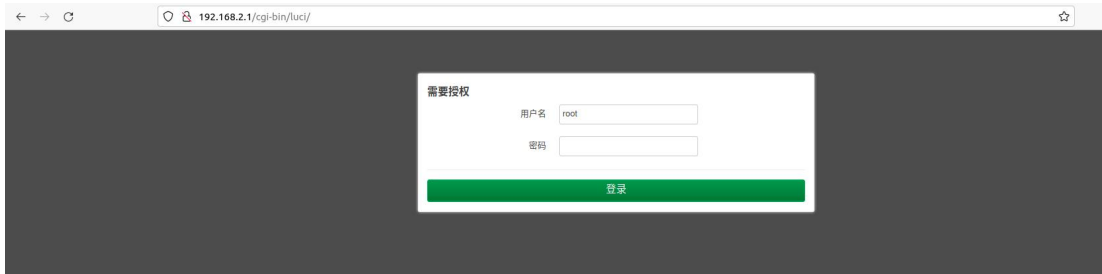 192.168.2.1/cgi-bin/luci/
需要授权
用户名 root
密码
登录